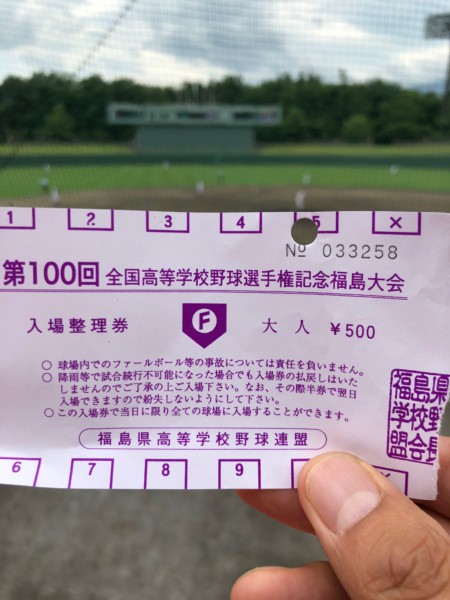 1 2 3 4 5 ×
№ 033258
第100回 全国高等学校野球選手権記念福島大会
入場整理券 F 大人 ¥500
○ 球場内でのファールボール等の事故については責任を負いません。
○ 降雨等で試合続行不可能になった場合でも入場券の払戻しはいた
しませんのでご了承の上ご入場下さい。なお、その際半券で翌日
入場できますので紛失しないようにして下さい。
○ この入場券で当日に限り全ての球場に入場することができます。
福島県高等学校野球連盟
福島県
学校野
盟会長
6 7 8 9